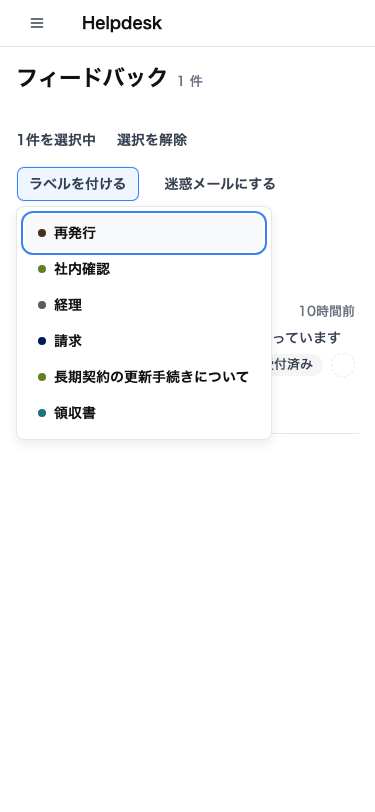 Helpdesk
フィードバック 1 件
1件を選択中 選択を解除
ラベルを付ける 迷惑メールにする
再発行
社内確認
経理
10時間前
請求
っています
長期契約の更新手続きについて
付済み
領収書